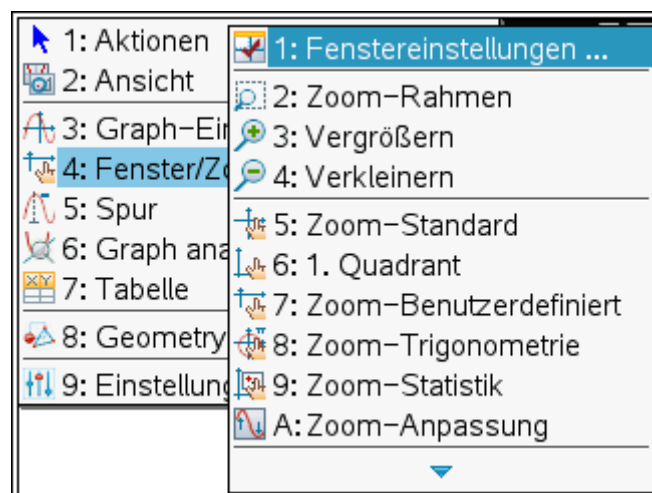 1: Aktionen
2: Ansicht
3: Graph-Ein
4: Fenster/Zo
5: Spur
6: Graph ana
7: Tabelle
8: Geometry
9: Einstellung
1: Fenstereinstellungen ...
2: Zoom-Rahmen
3: Vergrößern
4: Verkleinern
5: Zoom-Standard
6: 1. Quadrant
7: Zoom-Benutzerdefiniert
8: Zoom-Trigonometrie
9: Zoom-Statistik
A: Zoom-Anpassung